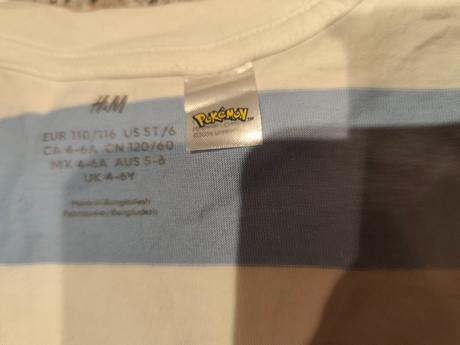 H&M
EUR 110/116 US 5T/6
CA 4-6A CN 120/60
MX 4-6A AUS 5-6
UK 4-6Y
Made in Bangladesh
Fabriqué en Bangladesh
POKéMON